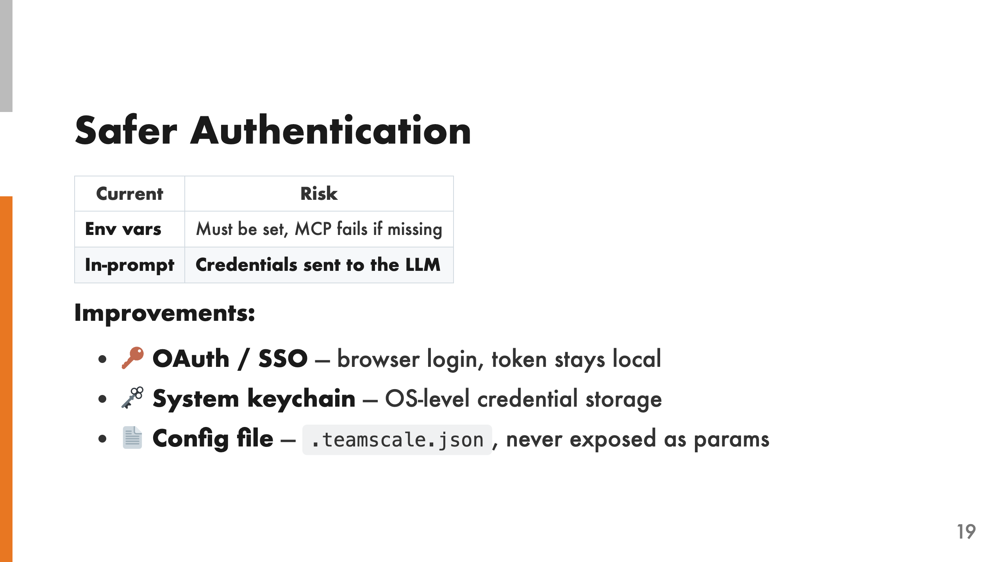 Safer Authentication
Current Risk
Env vars Must be set, MCP fails if missing
In-prompt Credentials sent to the LLM
Improvements:
• 🔑 OAuth / SSO – browser login, token stays local
• 🗝 System keychain – OS-level credential storage
• 📄 Config file – .teamscale.json, never exposed as params
19